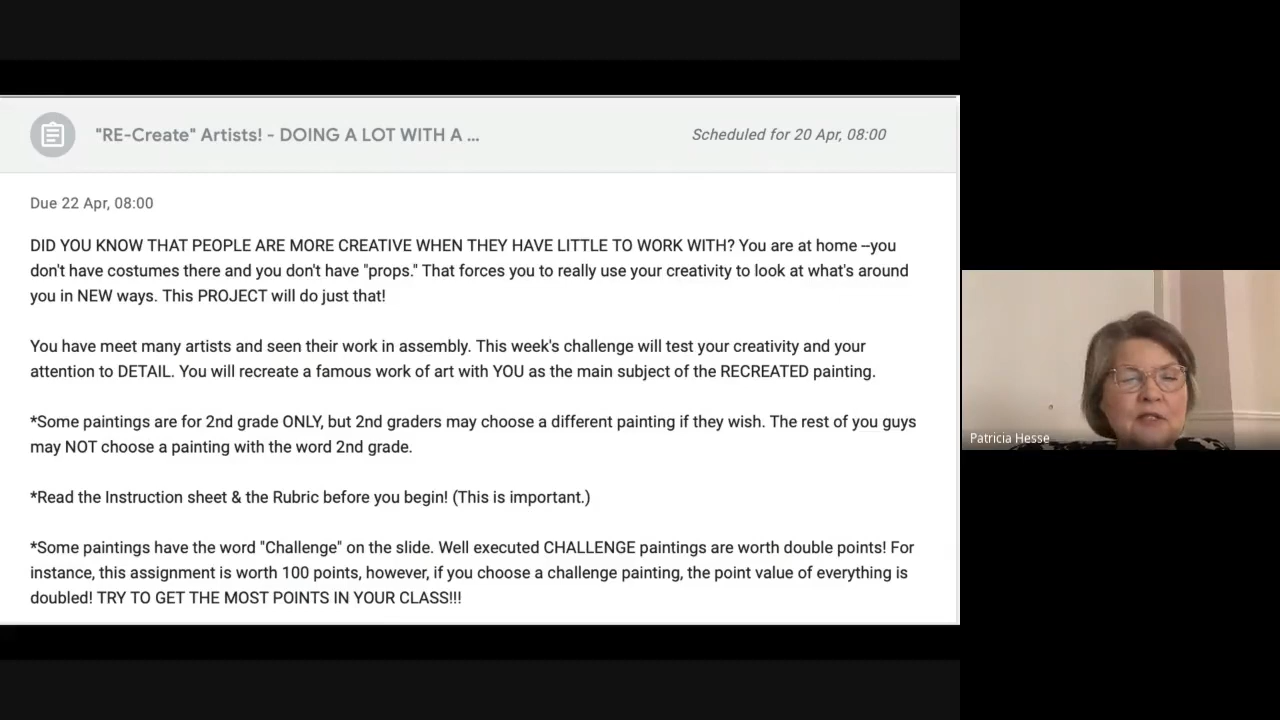 "RE-Create" Artists! - DOING A LOT WITH A ...
Scheduled for 20 Apr, 08:00
Due 22 Apr, 08:00
DID YOU KNOW THAT PEOPLE ARE MORE CREATIVE WHEN THEY HAVE LITTLE TO WORK WITH? You are at home --you
don't have costumes there and you don't have "props." That forces you to really use your creativity to look at what's around
you in NEW ways. This PROJECT will do just that!
You have meet many artists and seen their work in assembly. This week's challenge will test your creativity and your
attention to DETAIL. You will recreate a famous work of art with YOU as the main subject of the RECREATED painting.
*Some paintings are for 2nd grade ONLY, but 2nd graders may choose a different painting if they wish. The rest of you guys
may NOT choose a painting with the word 2nd grade.
*Read the Instruction sheet & the Rubric before you begin! (This is important.)
*Some paintings have the word "Challenge" on the slide. Well executed CHALLENGE paintings are worth double points! For
instance, this assignment is worth 100 points, however, if you choose a challenge painting, the point value of everything is
doubled! TRY TO GET THE MOST POINTS IN YOUR CLASS!!!
Patricia Hesse